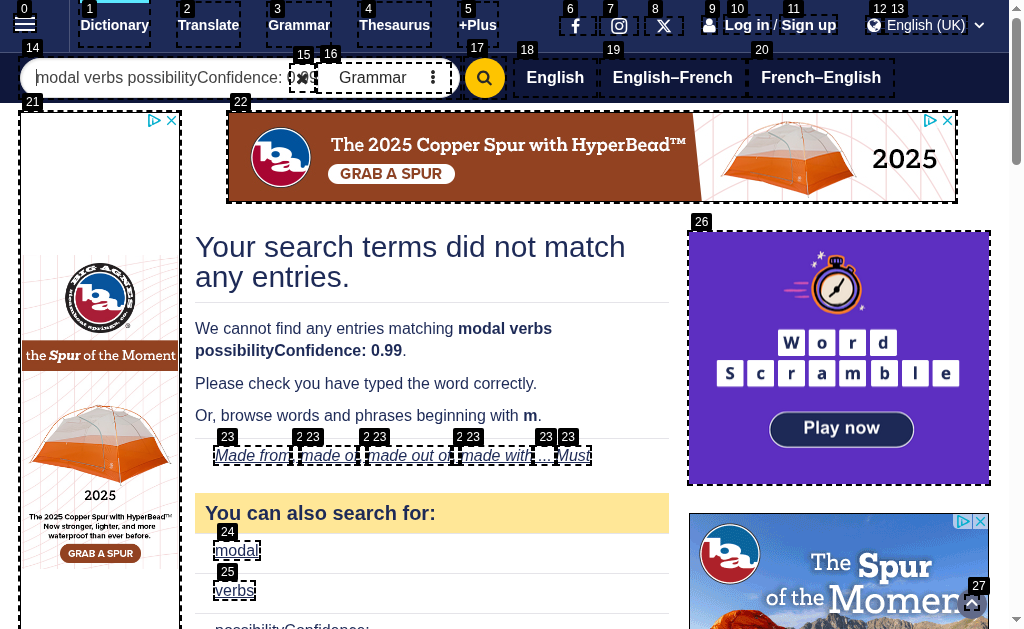 0 1 2 3 4 5 6 7 8 9 10 11 12 13
Dictionary Translate Grammar Thesaurus +Plus Log in / Sign up English (UK)
14 15 16 17 18 19 20
modal verbs possibilityConfidence: 0.99 Grammar English English–French French–English
21 22
The 2025 Copper Spur with HyperBead™
GRAB A SPUR
2025
BIG AGNES
ba
the Spur of the Moment
2025
The 2025 Copper Spur with HyperBead™
Now stronger, lighter, and more
waterproof than ever before.
GRAB A SPUR
Your search terms did not match
any entries.
We cannot find any entries matching modal verbs
possibilityConfidence: 0.99.
Please check you have typed the word correctly.
Or, browse words and phrases beginning with m.
23 2 23 2 23 2 23 23 23
Made from made of made out of made with ... Must
You can also search for:
24
modal
25
verbs
possibilityConfidence:
26
Word
Scramble
Play now
27
The Spur
of the Moment